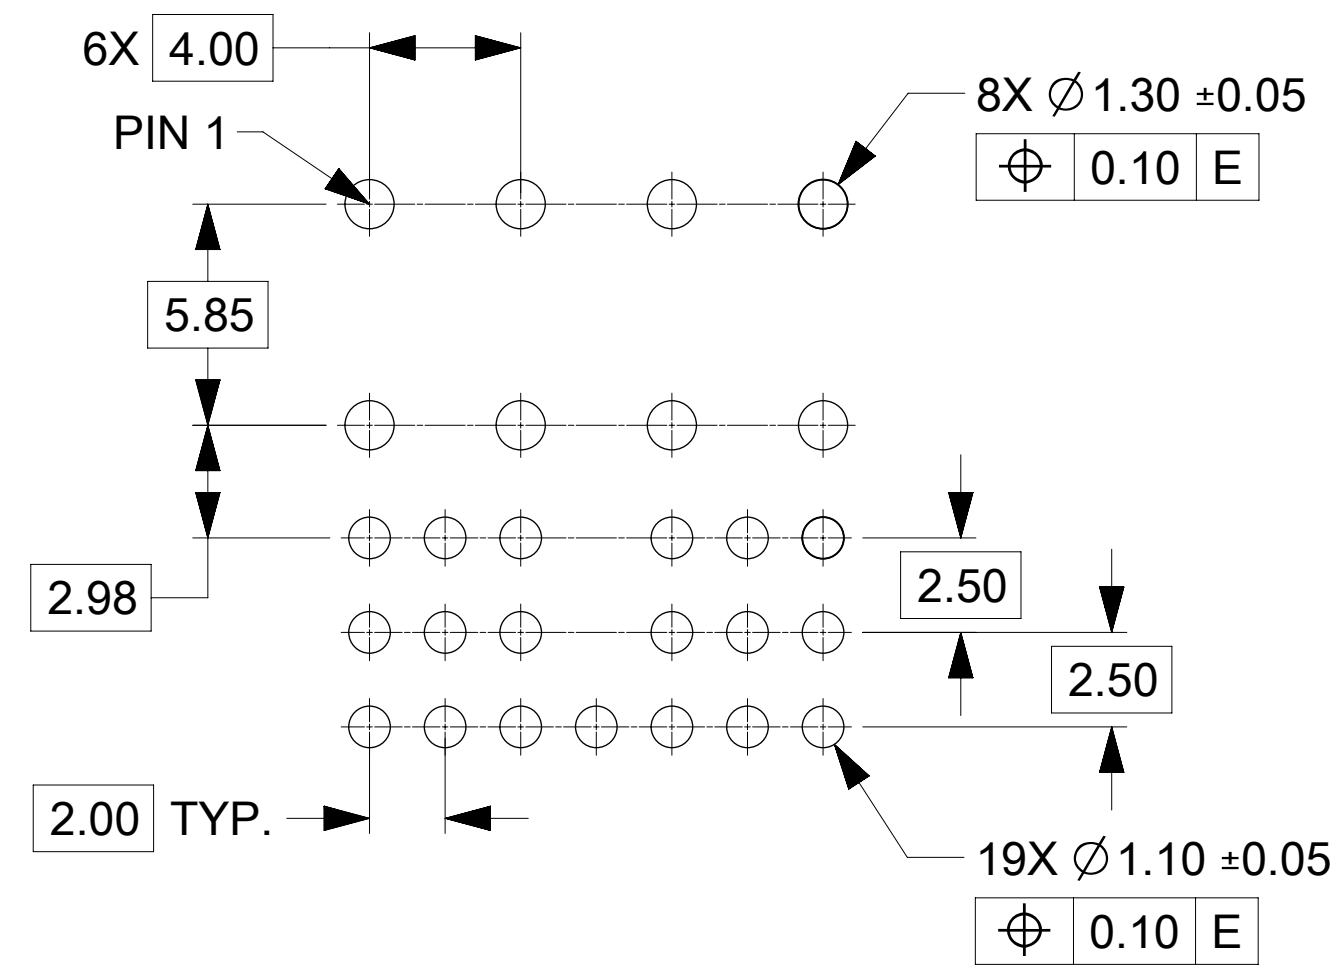 6X 4.00
8X ⌀1.30 ±0.05
⌖ 0.10 E
PIN 1
5.85
2.98
2.50
2.50
2.00 TYP.
19X ⌀1.10 ±0.05
⌖ 0.10 E